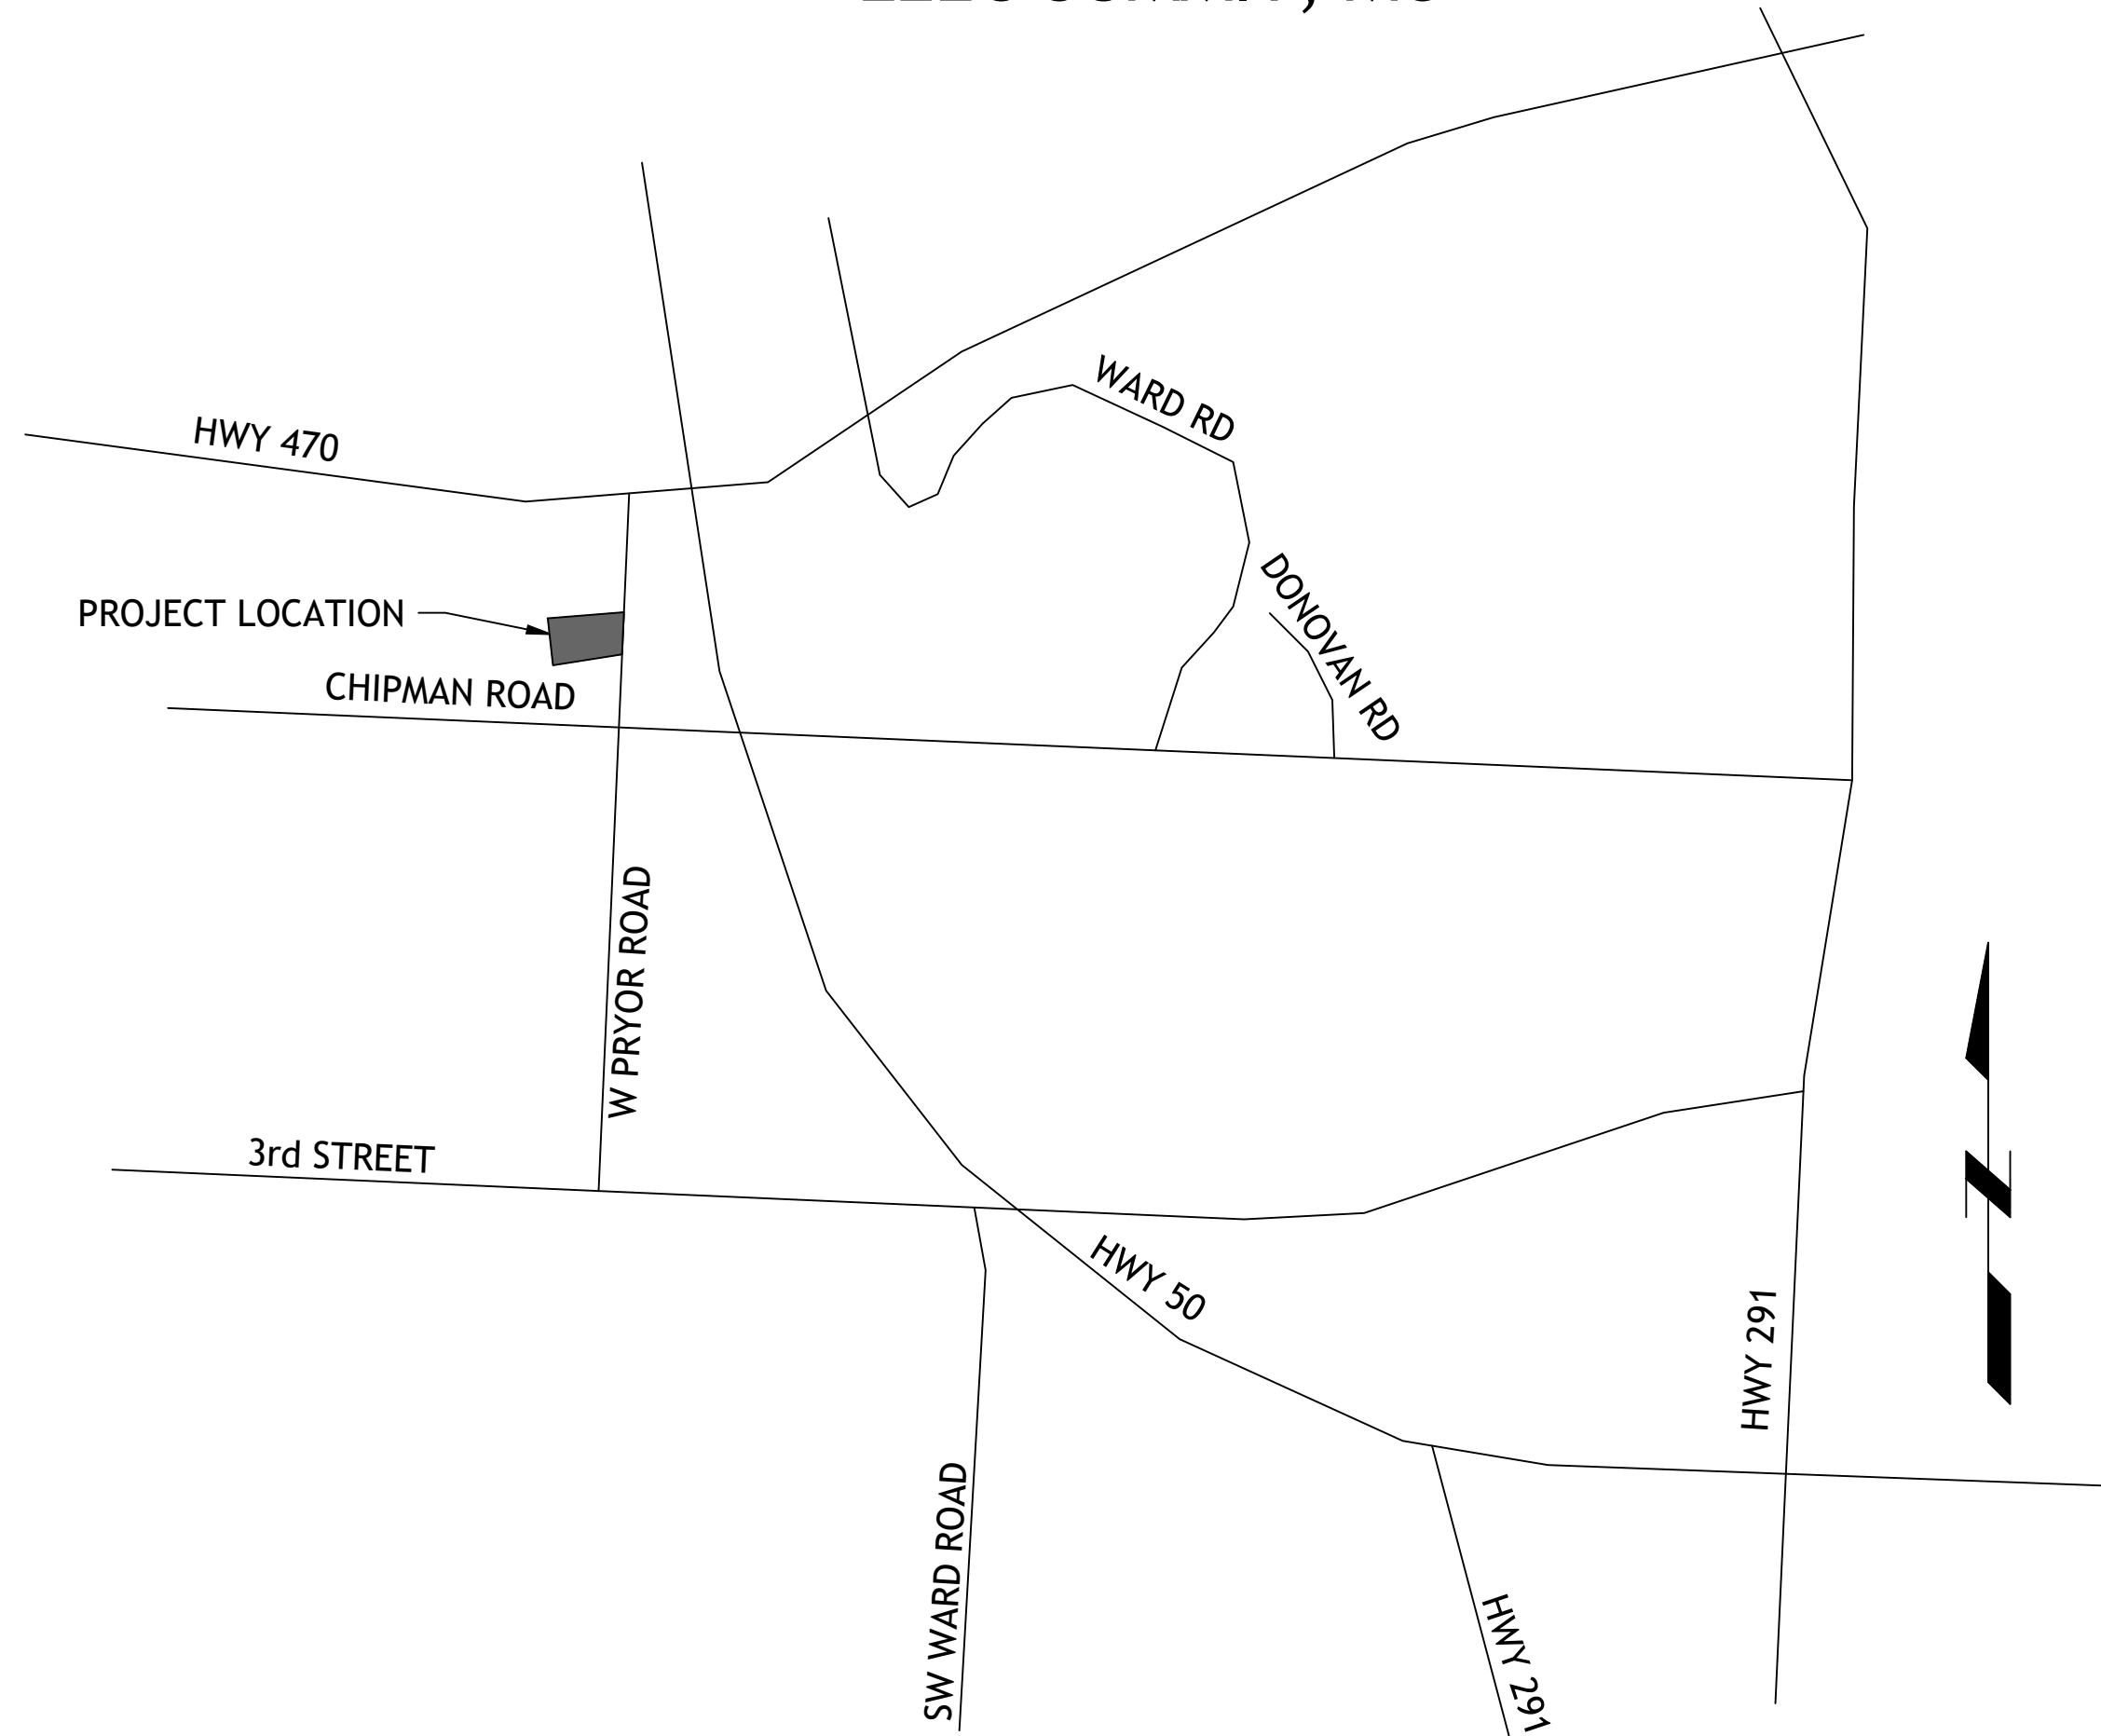 WARD RD
HWY 470
DONOVAN RD
PROJECT LOCATION
CHIPMAN ROAD
W PRYOR ROAD
3rd STREET
HWY 50
HWY 291
SW WARD ROAD
HWY 291
N